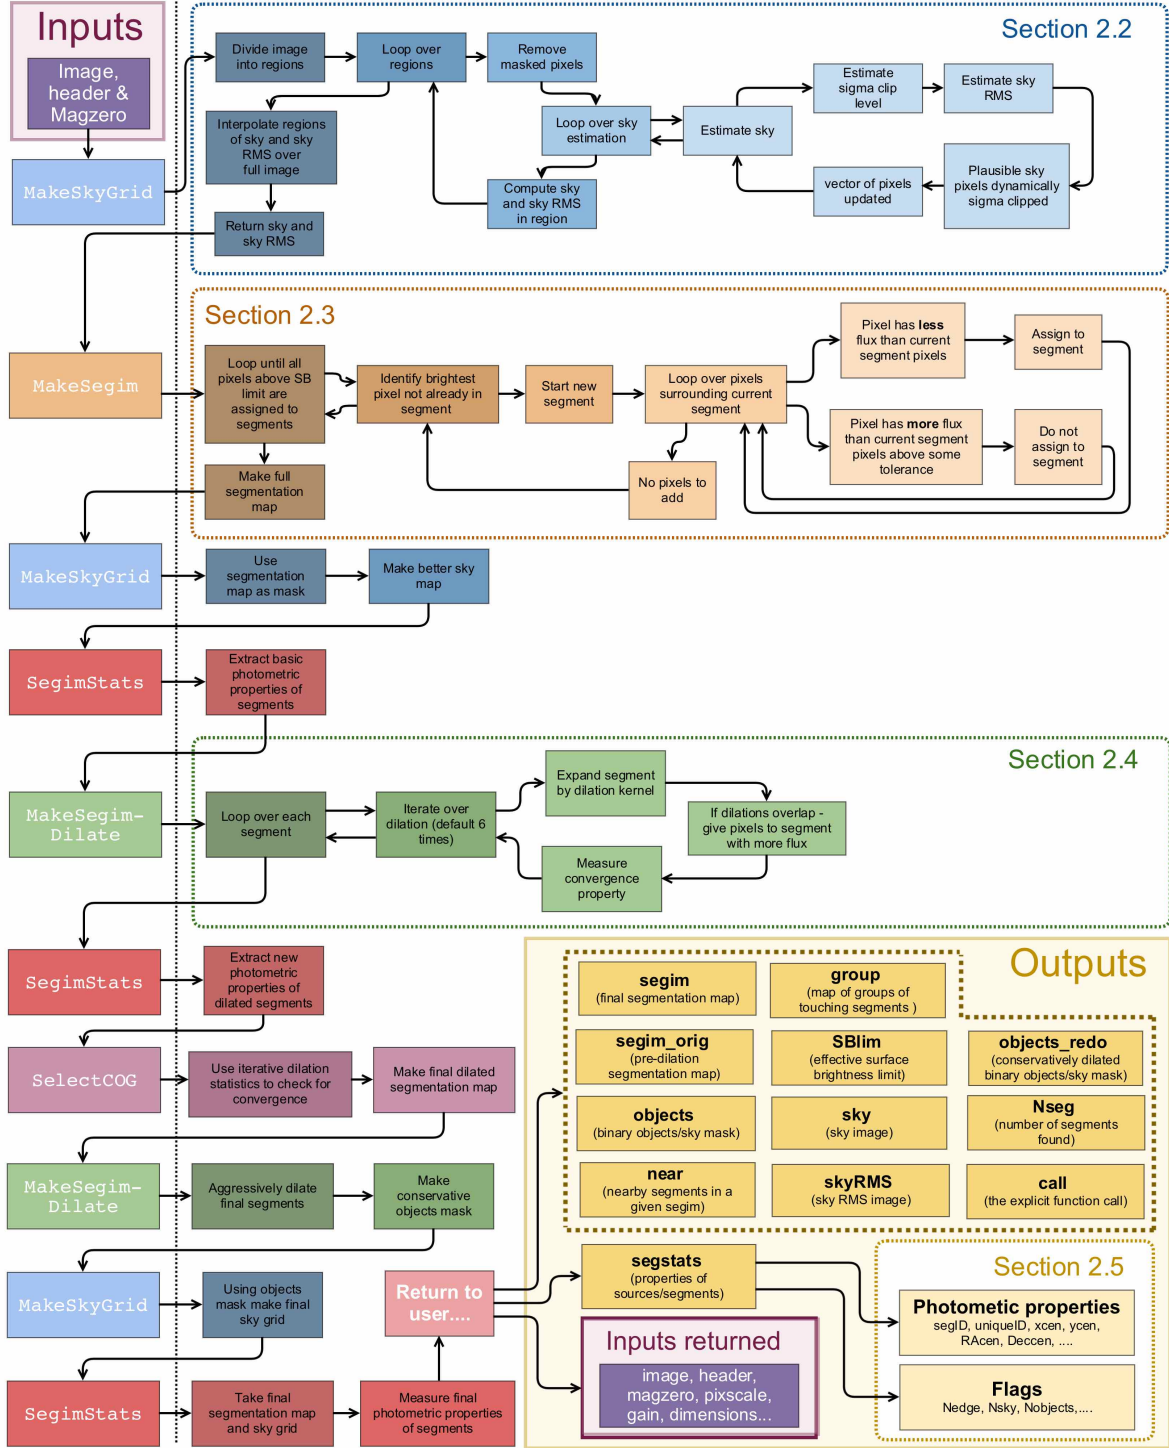 Inputs
Image,
header &
Magzero
MakeSkyGrid
Section 2.2
Divide image
into regions
Loop over
regions
Remove
masked pixels
Interpolate regions
of sky and sky
RMS over
full image
Return sky and
sky RMS
Loop over sky
estimation
Compute sky
and sky RMS
in region
Estimate sky
Estimate
sigma clip
level
Estimate sky
RMS
Plausible sky
pixels dynamically
sigma clipped
vector of pixels
updated
Section 2.3
MakeSegim
Loop until all
pixels above SB
limit are
assigned to
segments
Identify brightest
pixel not already in
segment
Start new
segment
Loop over pixels
surrounding current
segment
Pixel has less
flux than current
segment pixels
Assign to
segment
Pixel has more flux
than current segment
pixels above some
tolerance
Do not
assign to
segment
No pixels to
add
Make full
segmentation
map
MakeSkyGrid
Use
segmentation
map as mask
Make better sky
map
SegimStats
Extract basic
photometric
properties of
segments
Section 2.4
MakeSegim-
Dilate
Loop over each
segment
Iterate over
dilation (default 6
times)
Expand segment
by dilation kernel
If dilations overlap -
give pixels to segment
with more flux
Measure
convergence
property
SegimStats
Extract new
photometric
properties of
dilated segments
SelectCOG
Use iterative dilation
statistics to check for
convergence
Make final dilated
segmentation map
MakeSegim-
Dilate
Aggressively dilate
final segments
Make
conservative
objects mask
MakeSkyGrid
Using objects
mask make final
sky grid
SegimStats
Take final
segmentation map
and sky grid
Measure final
photometric properties
of segments
Return to
user....
Outputs
segim
(final segmentation map)
group
(map of groups of
touching segments )
segim_orig
(pre-dilation
segmentation map)
SBlim
(effective surface
brightness limit)
objects_redo
(conservatively dilated
binary objects/sky mask)
objects
(binary objects/sky mask)
sky
(sky image)
Nseg
(number of segments
found)
near
(nearby segments in a
given segim)
skyRMS
(sky RMS image)
call
(the explicit function call)
segstats
(properties of
sources/segments)
Section 2.5
Photometic properties
segID, uniqueID, xcen, ycen,
RAcen, Deccen, ....
Flags
Nedge, Nsky, Nobjects,....
Inputs returned
image, header,
magzero, pixscale,
gain, dimensions...